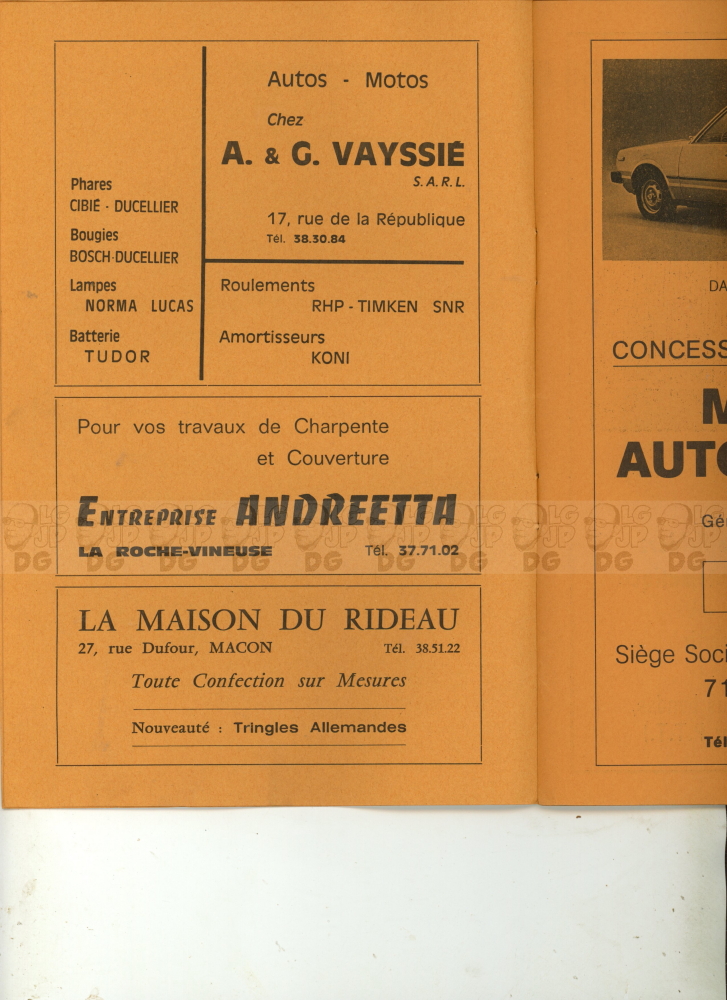 Autos - Motos
Chez
A. & G. VAYSSIÉ
S.A.R.L.
17, rue de la République
Tél. 38.30.84
Phares
CIBIE - DUCELLIER
Bougies
BOSCH-DUCELLIER
Lampes
NORMA LUCAS
Batterie
TUDOR
Roulements
RHP - TIMKEN SNR
Amortisseurs
KONI
Pour vos travaux de Charpente
et Couverture
ENTREPRISE ANDREETTA
LA ROCHE-VINEUSE Tél. 37.71.02
LA MAISON DU RIDEAU
27, rue Dufour, MACON Tél. 38.51.22
Toute Confection sur Mesures
Nouveauté : Tringles Allemandes
DA
CONCESS
M
AUTO
Gé
Siège Soci
71
Tél